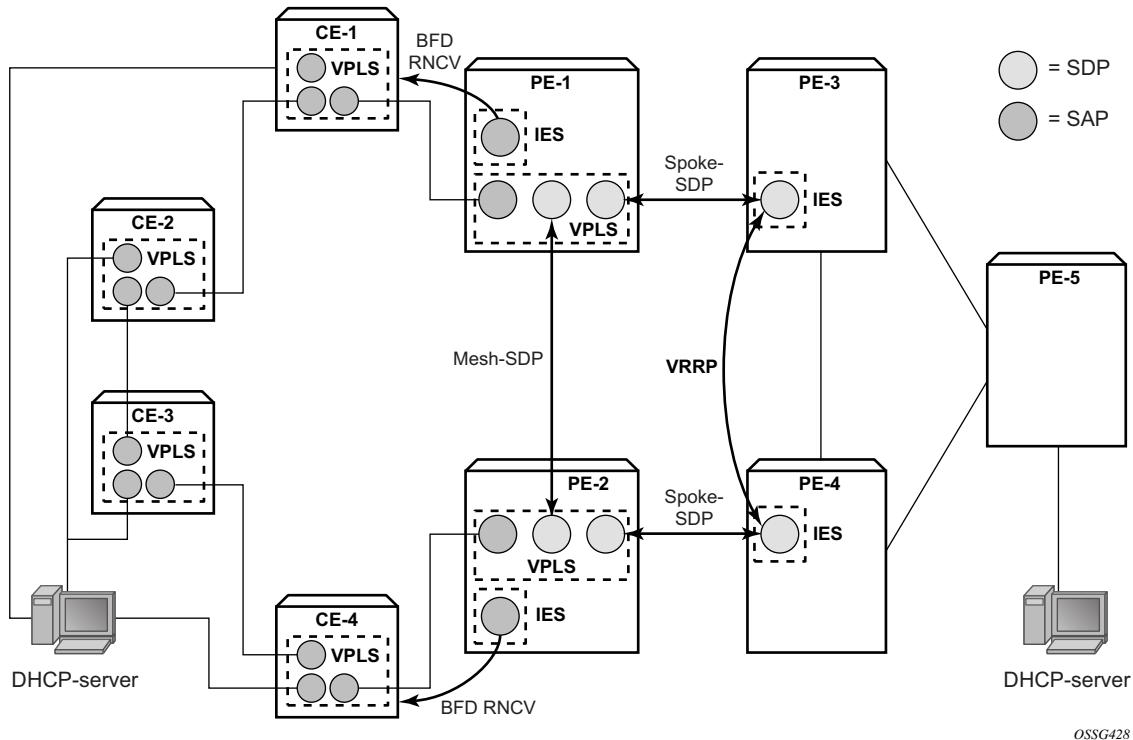 CE-1
VPLS
BFD
RNCV
PE-1
IES
VPLS
Spoke-
SDP
PE-3
IES
= SDP
= SAP
CE-2
VPLS
PE-5
Mesh-SDP
VRRP
CE-3
VPLS
PE-2
VPLS
IES
Spoke-
SDP
PE-4
IES
CE-4
VPLS
BFD RNCV
DHCP-server
DHCP-server
OSSG428